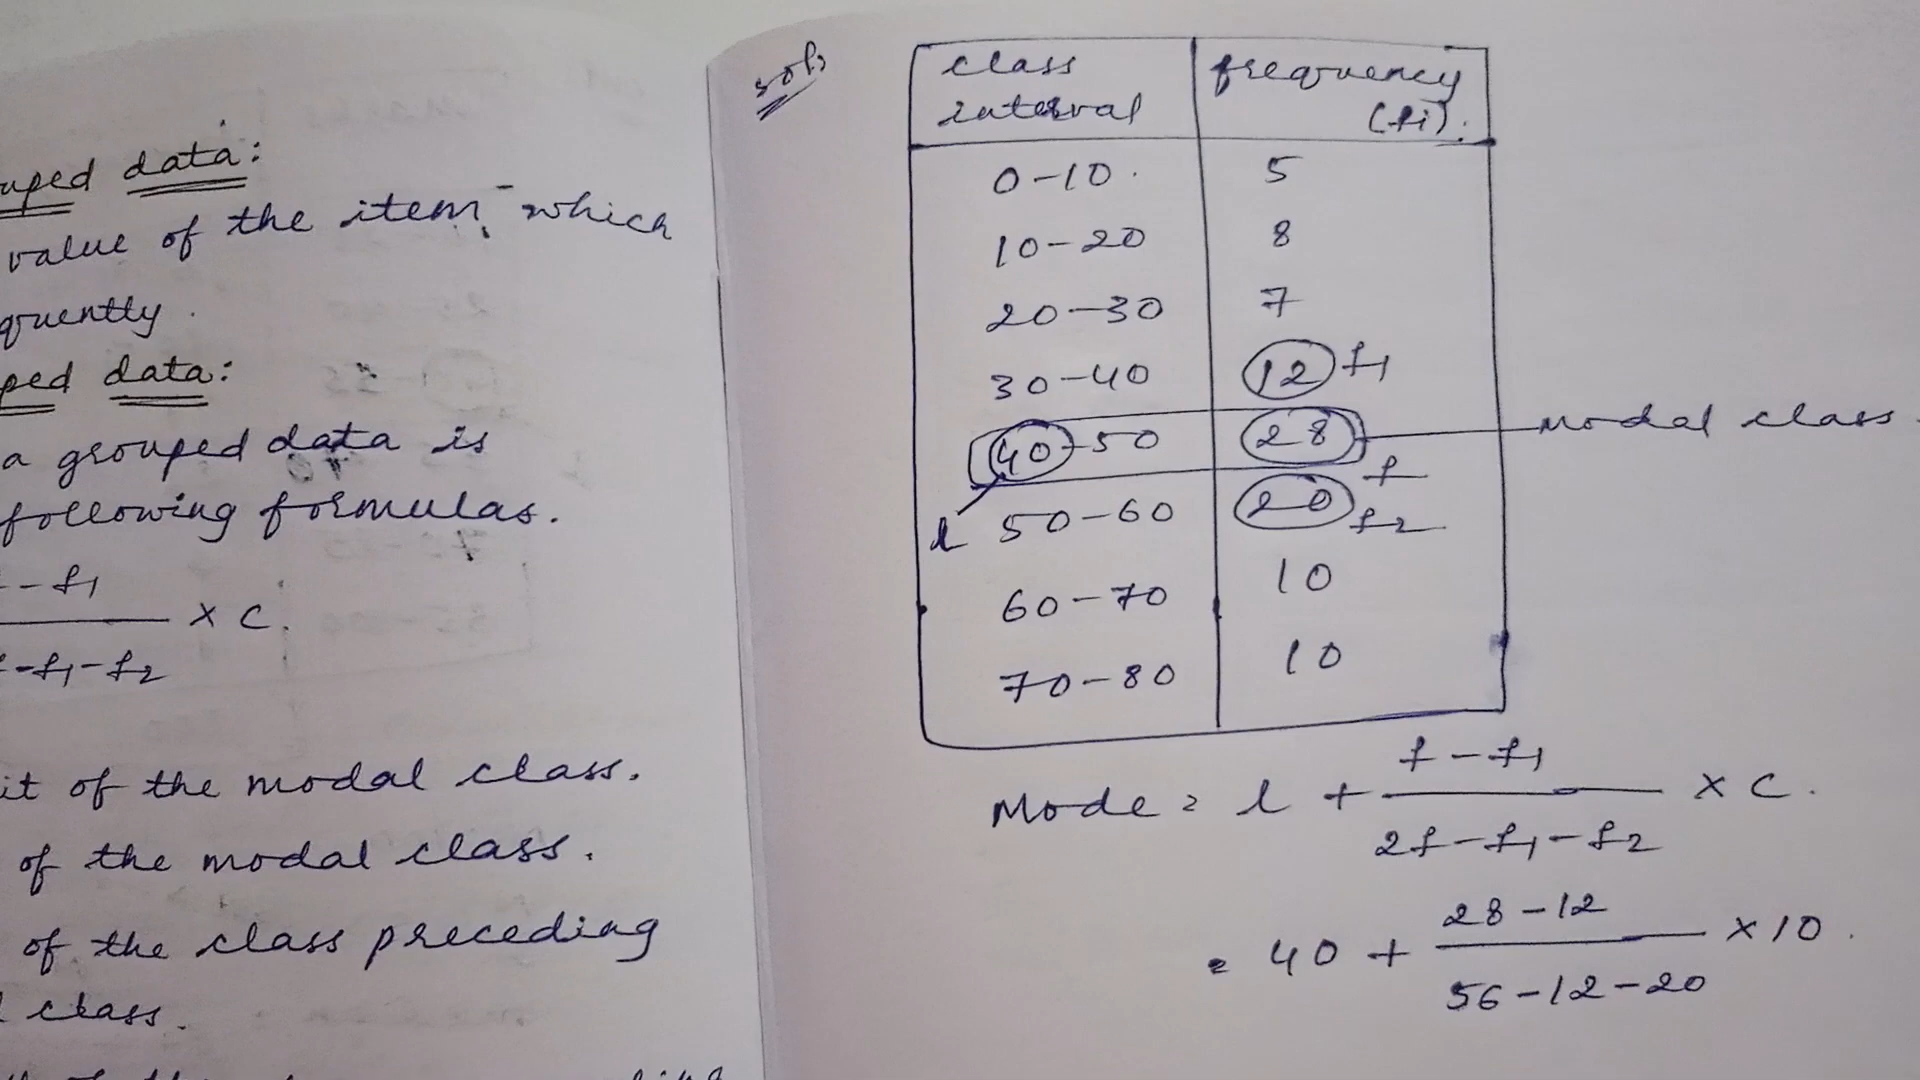 data:
value of the item, which
quently.
data:
a grouped data is
following formulas.
- f1
x c.
-f1-f2
it of the modal class.
of the modal class.
of the class preceding
class.
Sol:
class interval frequency (fi).
0-10. 5
10-20 8
20-30 7
30-40 12 f1
40-50 28 f modal class
l 50-60 20 f2
60-70 10
70-80 10
Mode = l + f - f1 / 2f - f1 - f2 x c.
= 40 + 28-12 / 56-12-20 x 10.